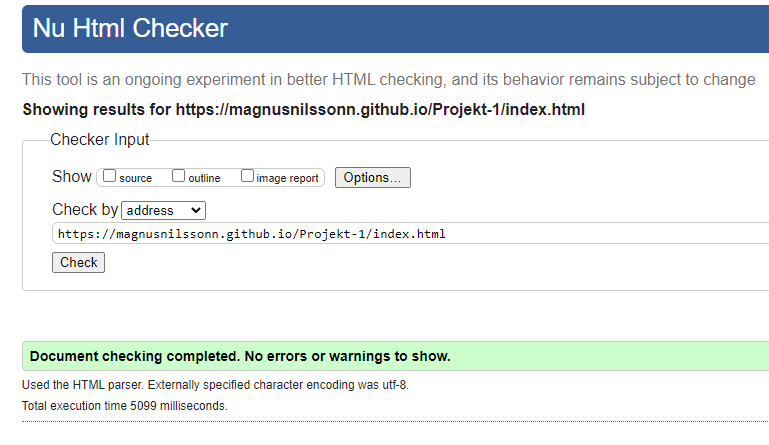 Nu Html Checker
This tool is an ongoing experiment in better HTML checking, and its behavior remains subject to change
Showing results for https://magnusnilssonn.github.io/Projekt-1/index.html
Checker Input
Show source outline image report Options...
Check by address
https://magnusnilssonn.github.io/Projekt-1/index.html
Check
Document checking completed. No errors or warnings to show.
Used the HTML parser. Externally specified character encoding was utf-8.
Total execution time 5099 milliseconds.